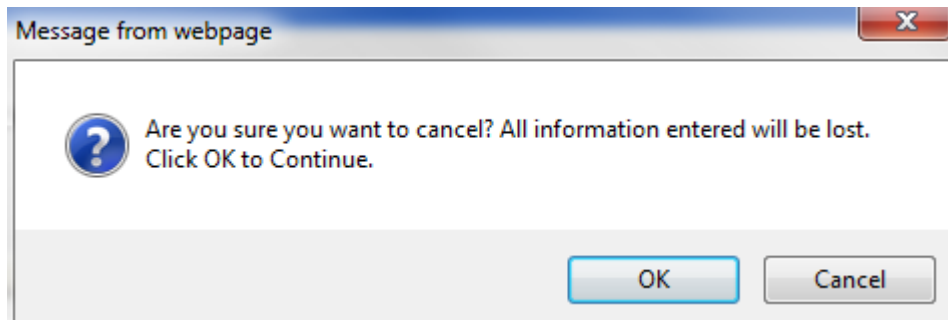 Message from webpage
Are you sure you want to cancel? All information entered will be lost.
Click OK to Continue.
OK
Cancel